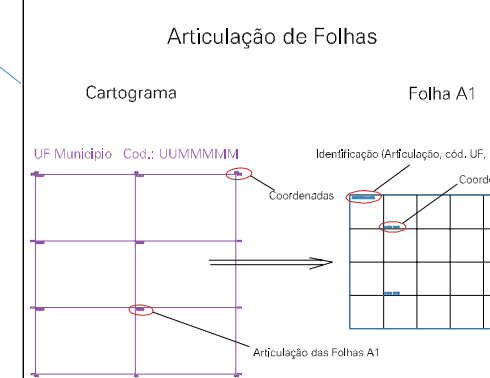 Articulação de Folhas
Cartograma
Folha A1
UF Municipio Cod.: UUMMMMM
Identificação (Articulação, cód. UF,
Coordenadas
Articulação das Folhas A1